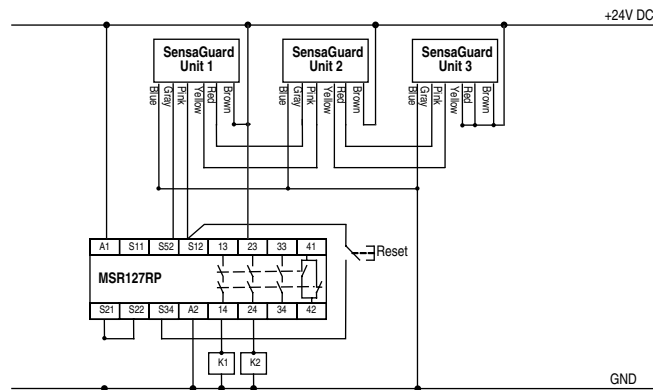 +24V DC
SensaGuard
Unit 1
SensaGuard
Unit 2
SensaGuard
Unit 3
Blue
Gray
Pink
Yellow
Red
Brown
Blue
Gray
Pink
Yellow
Red
Brown
Blue
Gray
Pink
Yellow
Red
Brown
A1 S11 S52 S12 13 23 33 41
Reset
MSR127RP
S21 S22 S34 A2 14 24 34 42
K1 K2
GND